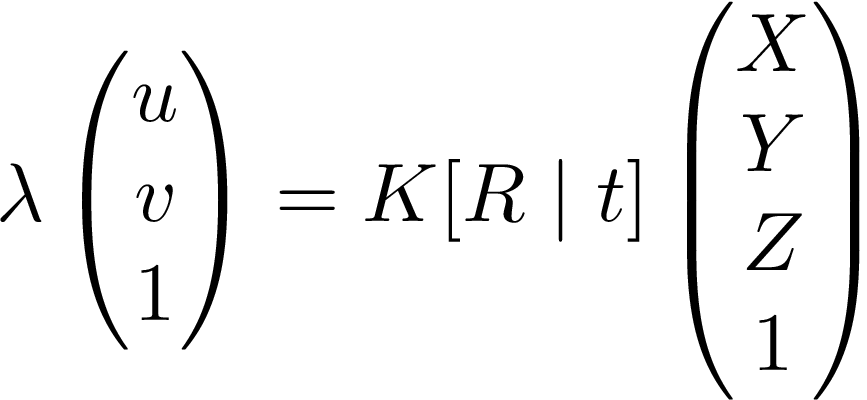 λ (u v 1) = K[R | t] (X Y Z 1)